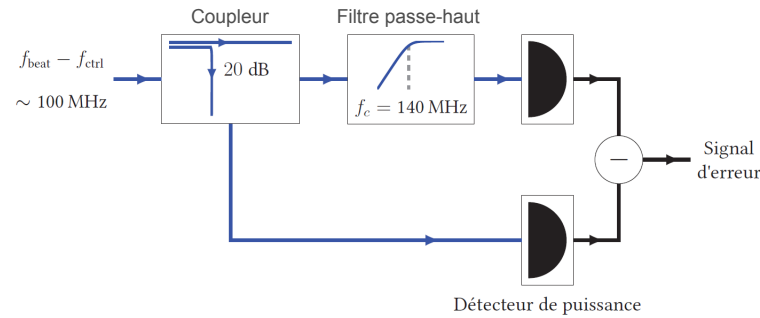 Coupleur
Filtre passe-haut
f_beat − f_ctrl
∼ 100 MHz
20 dB
f_c = 140 MHz
−
Signal
d'erreur
Détecteur de puissance